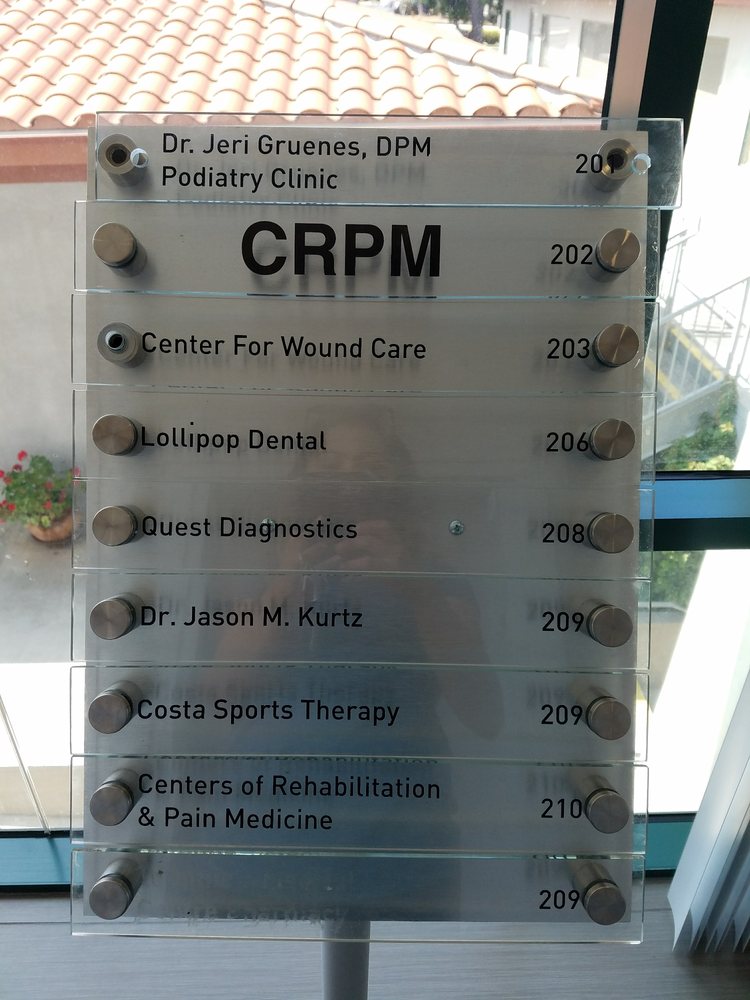 Dr. Jeri Gruenes, DPM
Podiatry Clinic
CRPM 202
Center For Wound Care 203
Lollipop Dental 206
Quest Diagnostics 208
Dr. Jason M. Kurtz 209
Costa Sports Therapy 209
Centers of Rehabilitation
& Pain Medicine 210
209